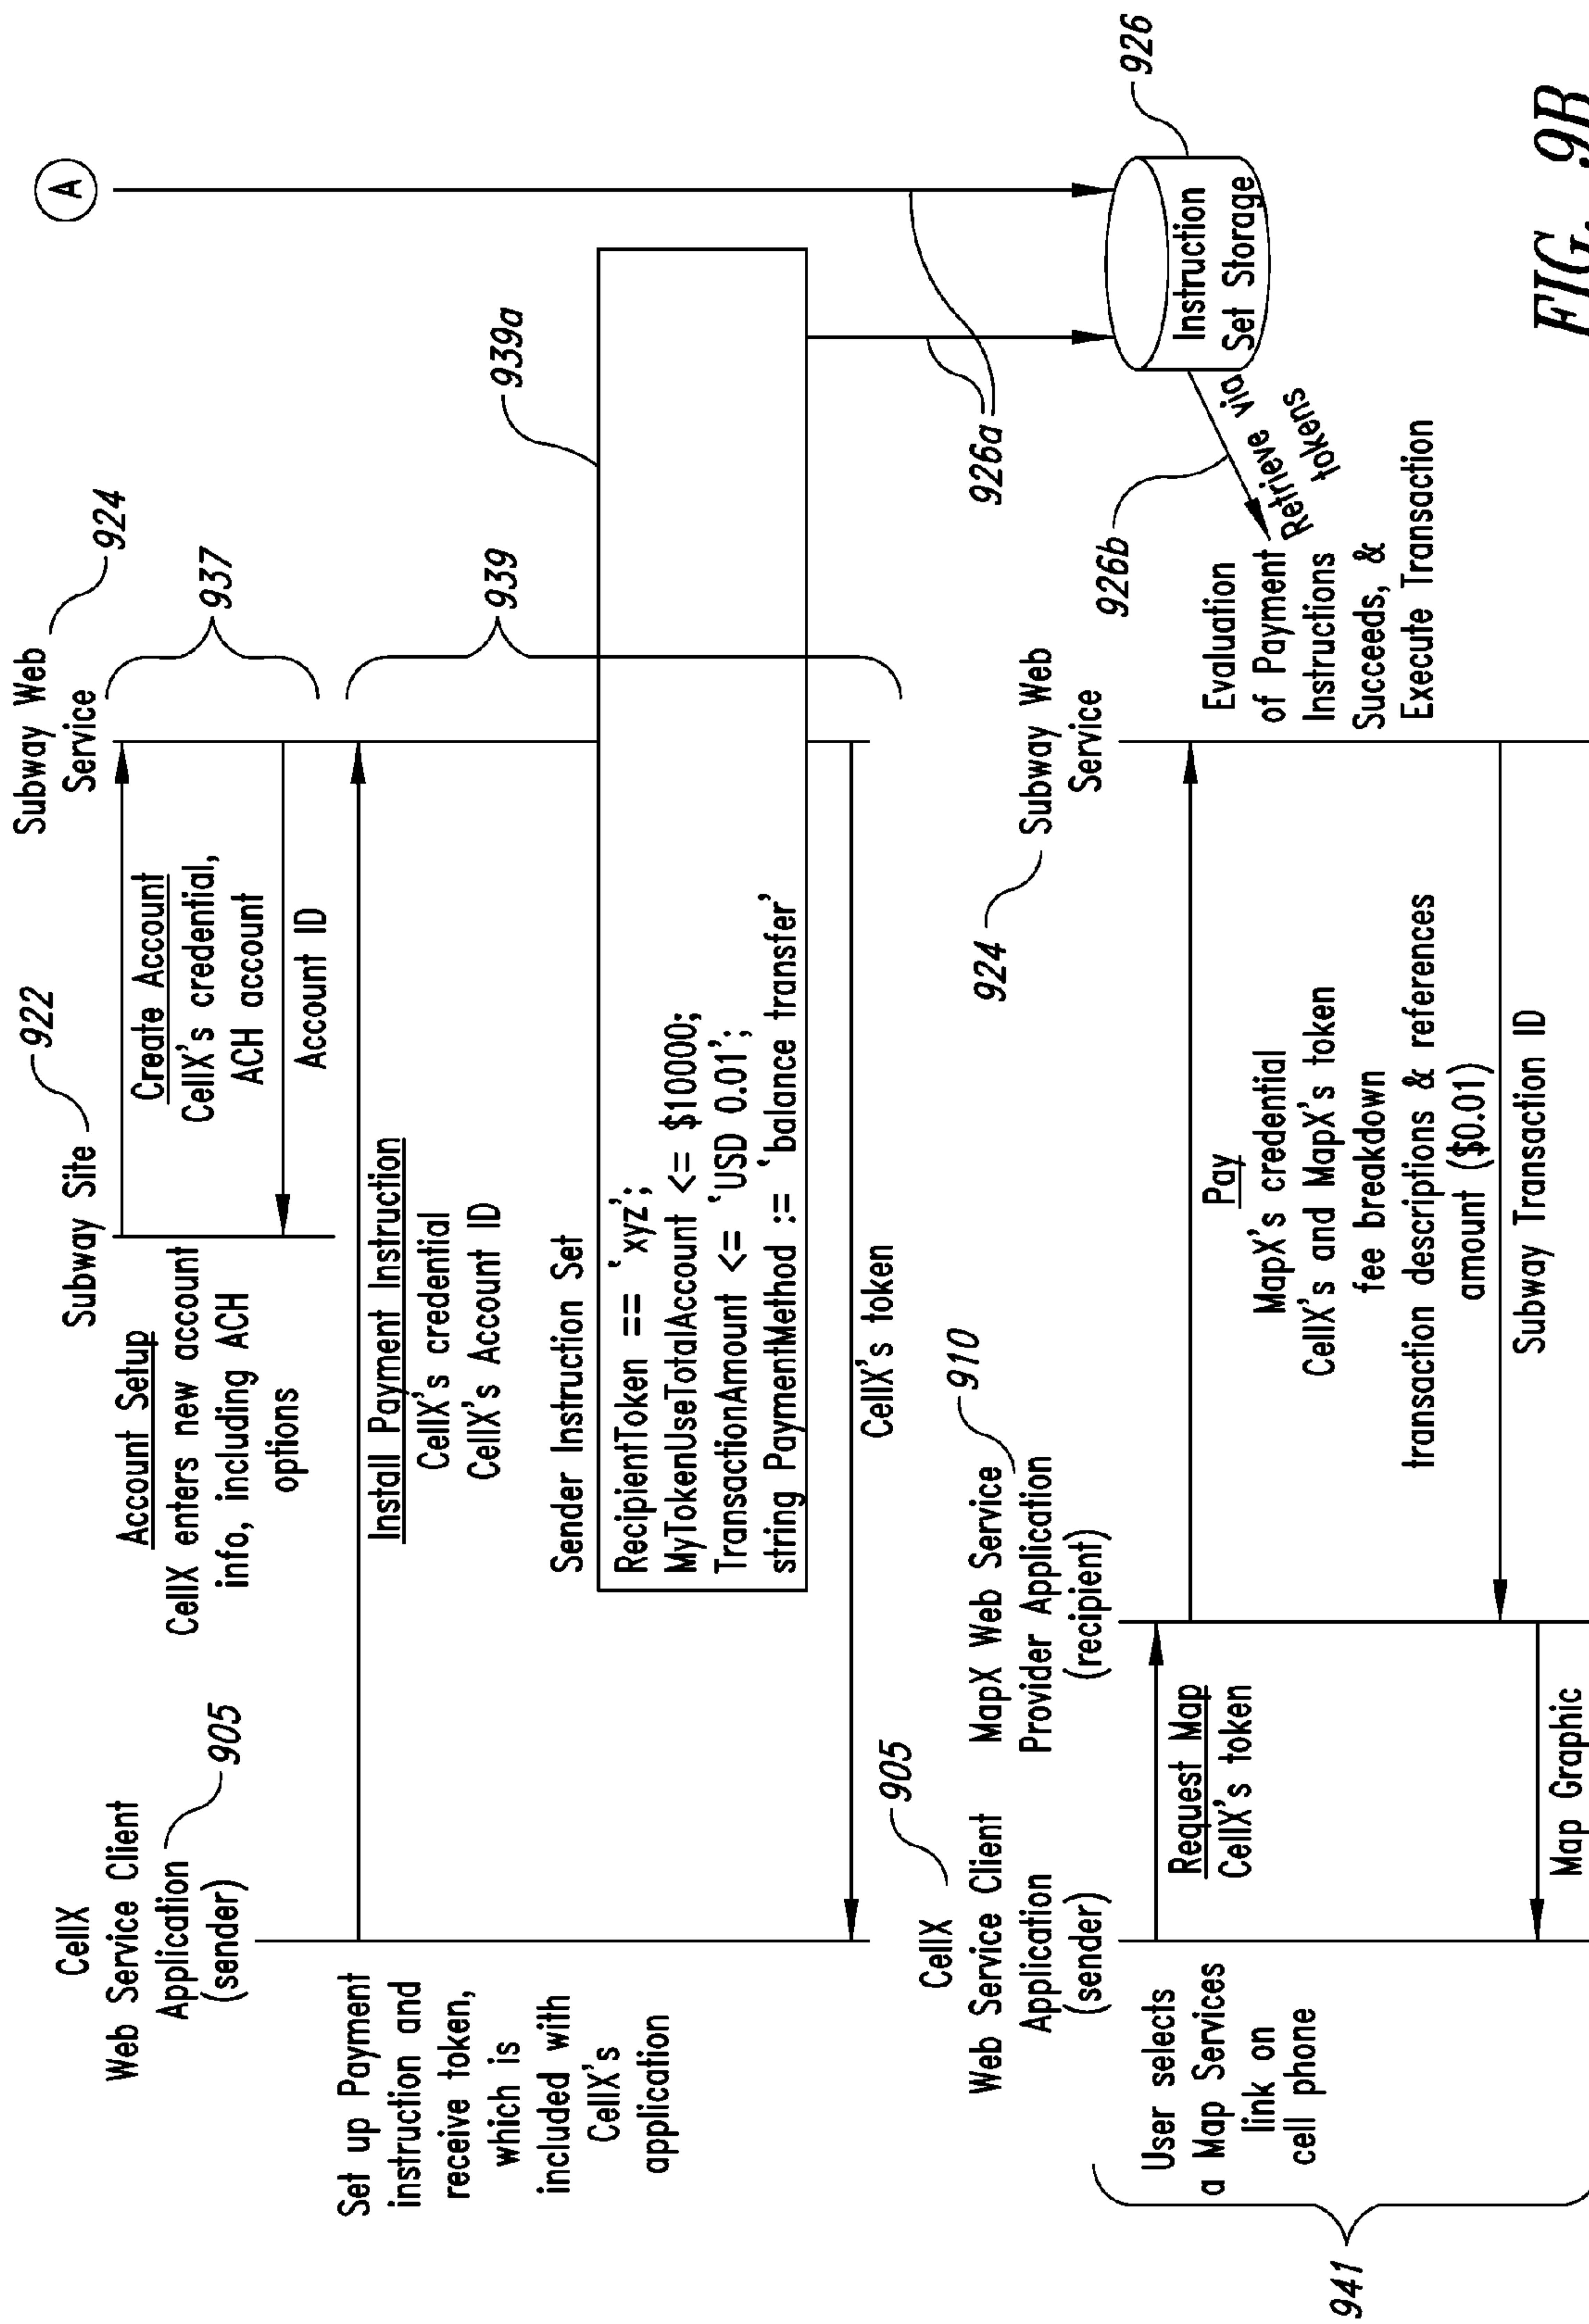 CellX
Web Service Client
Application
(sender)
905
Subway Site
922
Subway Web
Service
924
A
Account Setup
CellX enters new account
info, including ACH
options
Create Account
CellX's credential,
ACH account
Account ID
937
Set up Payment
instruction and
receive token,
which is
included with
CellX's
application
Install Payment Instruction
CellX's credential
CellX's Account ID
939
Sender Instruction Set
939a
RecipientToken == 'xyz';
MyTokenUseTotalAccount <= $10000;
TransactionAmount <= 'USD 0.01';
string PaymentMethod := 'balance transfer'
CellX's token
926a
CellX
Web Service Client
Application
(sender)
905
MapX Web Service
Provider Application
(recipient)
910
924
Subway Web
Service
926
Instruction
Set Storage
926b
Retrieve via
tokens
941
User selects
a Map Services
link on
cell phone
Request Map
CellX's token
Pay
MapX's credential
CellX's and MapX's token
fee breakdown
transaction descriptions & references
amount ($0.01)
Evaluation
of Payment
Instructions
Succeeds, &
Execute Transaction
Subway Transaction ID
Map Graphic
FIG. 9B